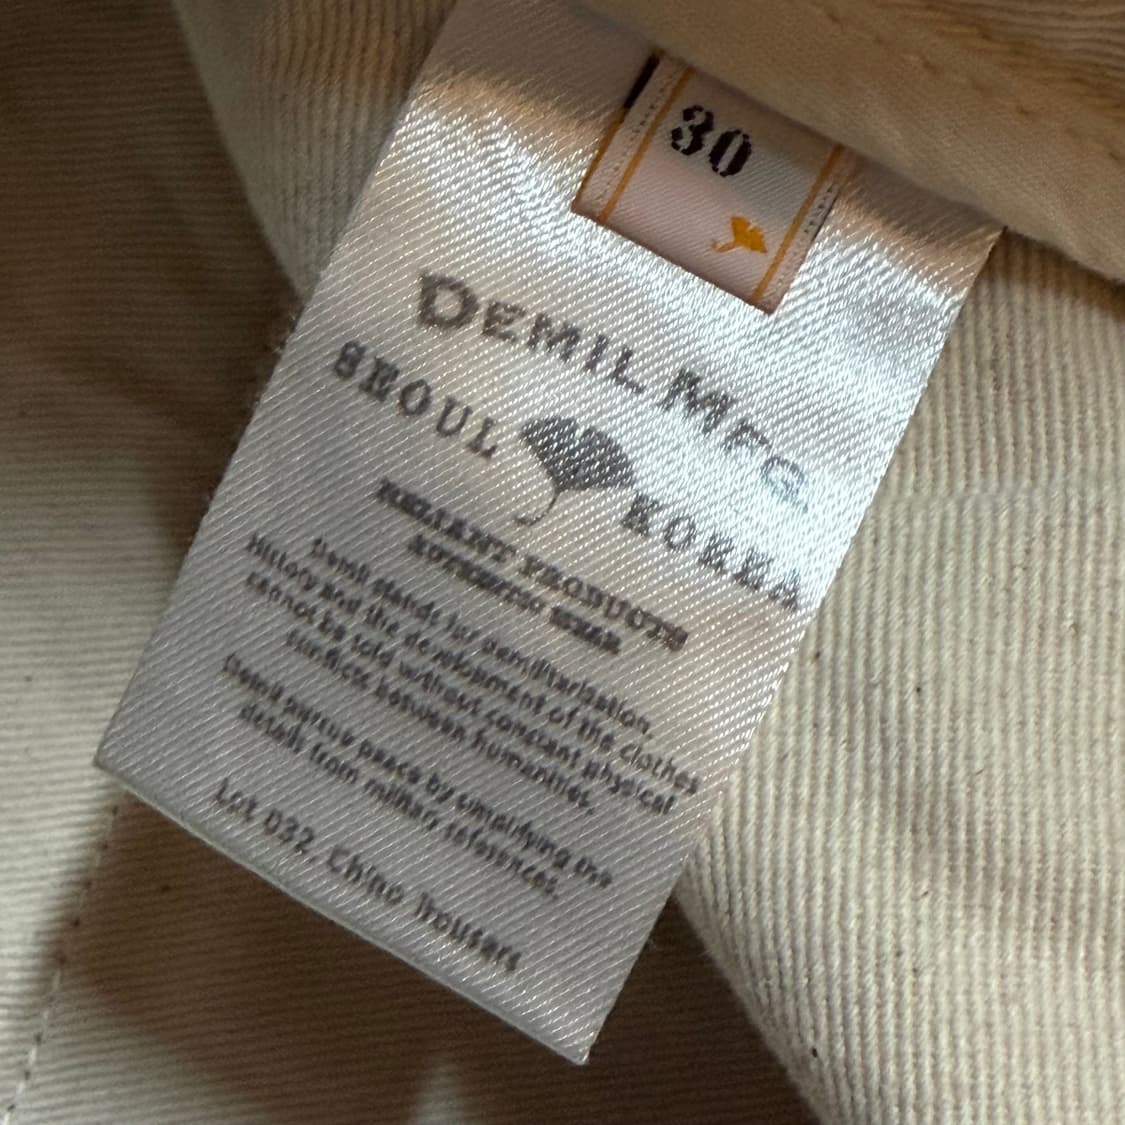 30
DEMIL MFG.
SEOUL KOREA
PRODUCTS
AUTHENTIC WEAR
Demil stands for demilitarization.
History and the development of the clothes
cannot be told without constant physical
conflicts between humanities.
Demil pursue peace by simplifying the
details from military references.
Lot 032, Chino trousers